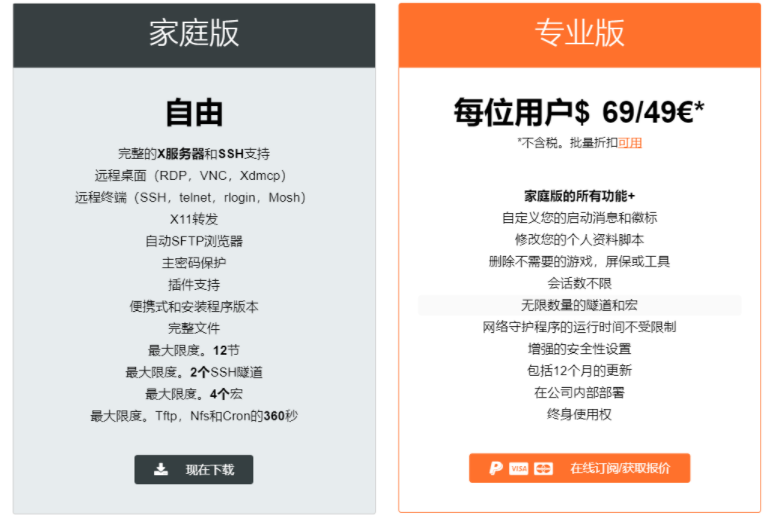 家庭版
自由
完整的X服务器和SSH支持
远程桌面（RDP，VNC，Xdmcp）
远程终端（SSH，telnet，rlogin，Mosh）
X11转发
自动SFTP浏览器
主密码保护
插件支持
便携式和安装程序版本
完整文件
最大限度。12节
最大限度。2个SSH隧道
最大限度。4个宏
最大限度。Tftp，Nfs和Cron的360秒
现在下载
专业版
每位用户$ 69/49€*
*不含税。批量折扣可用
家庭版的所有功能+
自定义您的启动消息和徽标
修改您的个人资料脚本
删除不需要的游戏，屏保或工具
会话数不限
无限数量的隧道和宏
网络守护程序的运行时间不受限制
增强的安全性设置
包括12个月的更新
在公司内部部署
终身使用权
VISA 在线订阅/获取报价